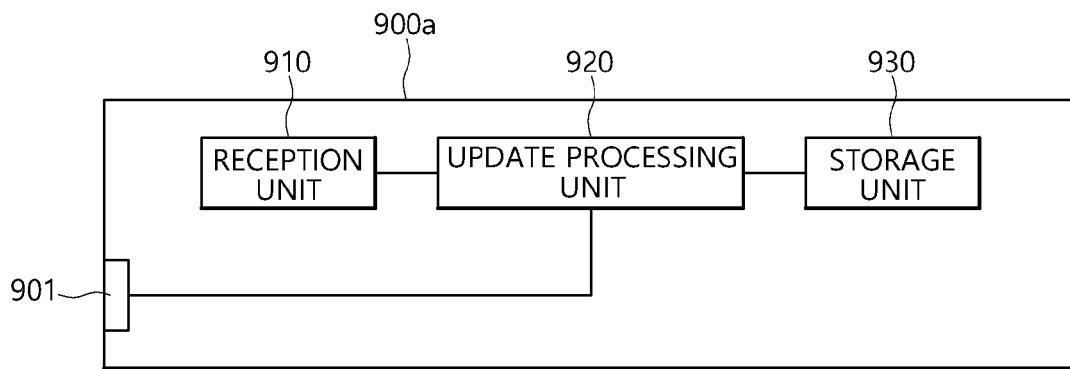 900a
910
920
930
RECEPTION
UNIT
UPDATE PROCESSING
UNIT
STORAGE
UNIT
901